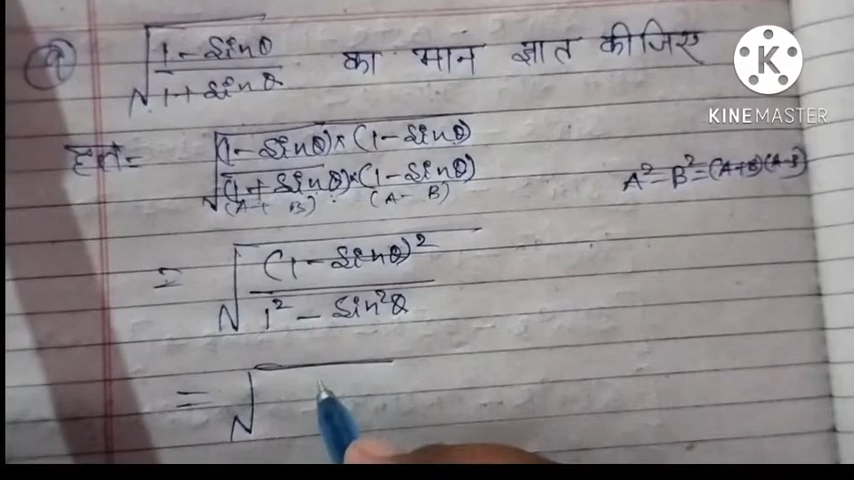 ९ √(1 - sinθ / 1 + sinθ) का मान ज्ञात कीजिए
K
KINEMASTER
हल = √((1 - sinθ) × (1 - sinθ) / (1 + sinθ) × (1 - sinθ))
(A + B) (A - B)
A² - B² = (A+B)(A-B)
= √((1 - sinθ)² / 1² - sin²θ)
= √